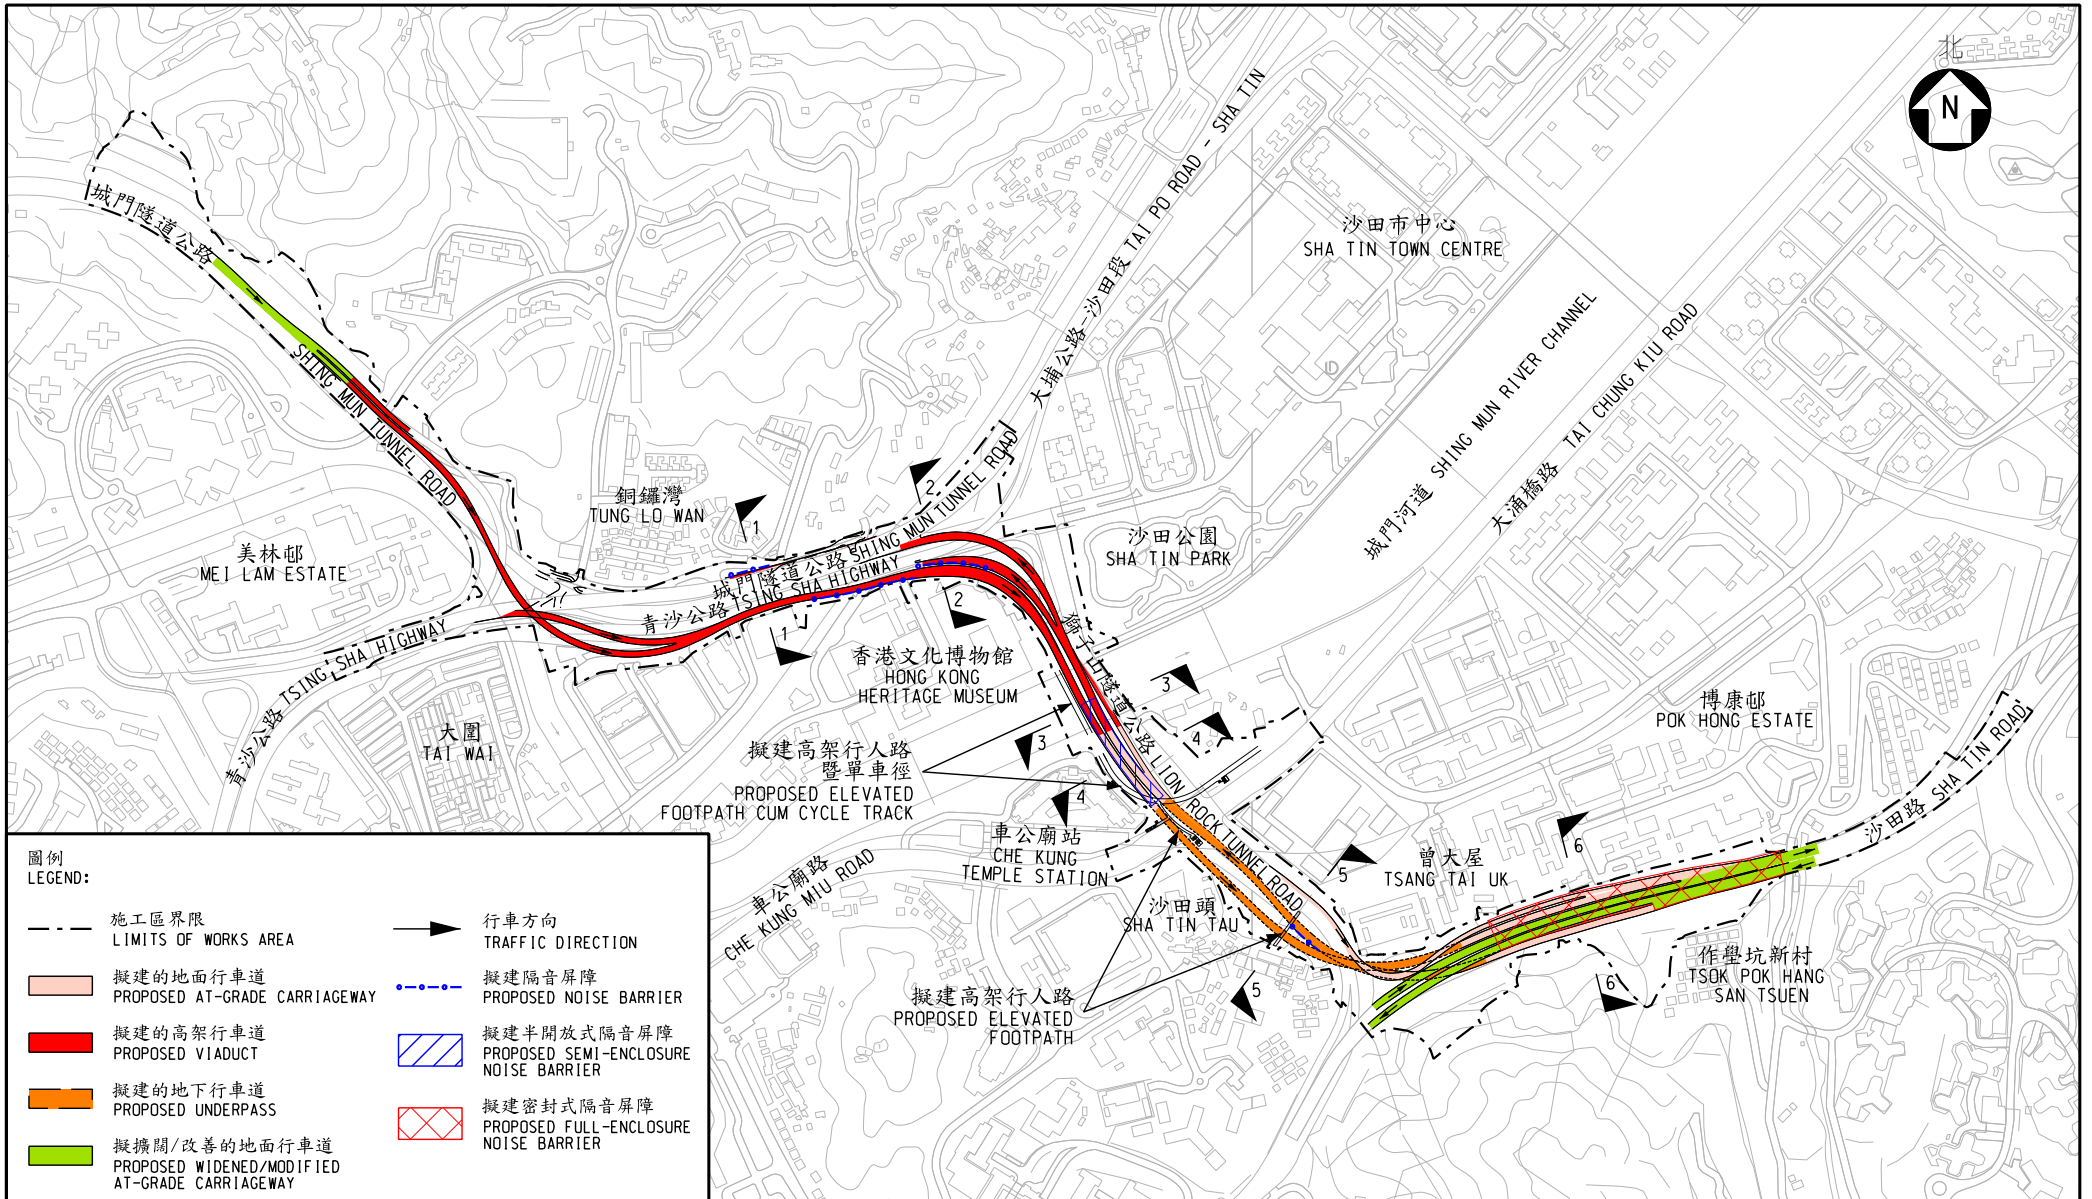 北
N
城門隧道公路
SHING MUN TUNNEL ROAD
大埔公路-沙田段 TAI PO ROAD - SHA TIN
沙田市中心
SHA TIN TOWN CENTRE
城門河道 SHING MUN RIVER CHANNEL
大涌橋路 TAI CHUNG KIU ROAD
銅鑼灣
TUNG LO WAN
1
2
城門隧道公路 SHING MUN TUNNEL ROAD
青沙公路 TSING SHA HIGHWAY
沙田公園
SHA TIN PARK
美林邨
MEI LAM ESTATE
青沙公路 TSING SHA HIGHWAY
1
2
香港文化博物館
HONG KONG
HERITAGE MUSEUM
獅子山隧道公路 LION ROCK TUNNEL ROAD
3
4
大圍
TAI WAI
3
4
擬建高架行人路
暨單車徑
PROPOSED ELEVATED
FOOTPATH CUM CYCLE TRACK
博康邨
POK HONG ESTATE
沙田路 SHA TIN ROAD
車公廟站
CHE KUNG
TEMPLE STATION
車公廟路
CHE KUNG MIU ROAD
5
6
曾大屋
TSANG TAI UK
沙田頭
SHA TIN TAU
作壆坑新村
TSOK POK HANG
SAN TSUEN
5
6
擬建高架行人路
PROPOSED ELEVATED
FOOTPATH
圖例
LEGEND:
施工區界限
LIMITS OF WORKS AREA
擬建的地面行車道
PROPOSED AT-GRADE CARRIAGEWAY
擬建的高架行車道
PROPOSED VIADUCT
擬建的地下行車道
PROPOSED UNDERPASS
擬擴闊/改善的地面行車道
PROPOSED WIDENED/MODIFIED
AT-GRADE CARRIAGEWAY
行車方向
TRAFFIC DIRECTION
擬建隔音屏障
PROPOSED NOISE BARRIER
擬建半開放式隔音屏障
PROPOSED SEMI-ENCLOSURE
NOISE BARRIER
擬建密封式隔音屏障
PROPOSED FULL-ENCLOSURE
NOISE BARRIER